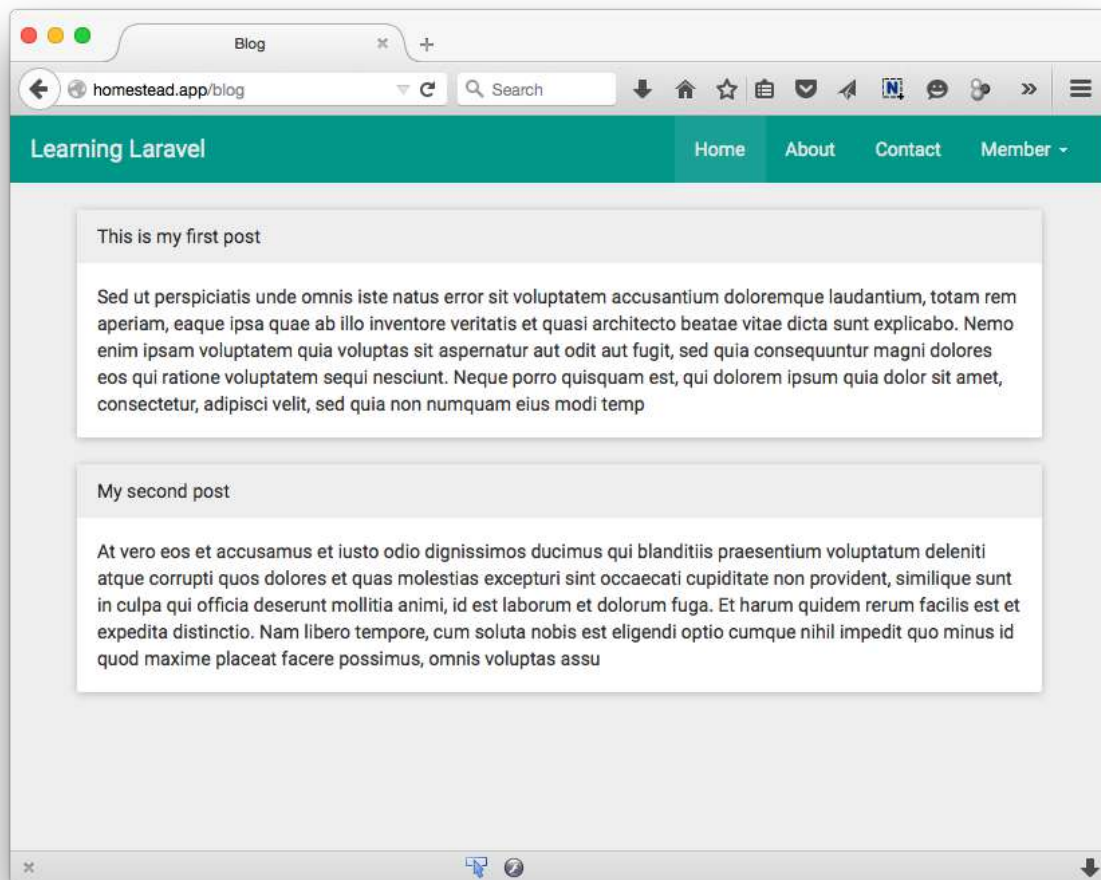 Blog
homestead.app/blog
Search
Learning Laravel
Home
About
Contact
Member
This is my first post
Sed ut perspiciatis unde omnis iste natus error sit voluptatem accusantium doloremque laudantium, totam rem
aperiam, eaque ipsa quae ab illo inventore veritatis et quasi architecto beatae vitae dicta sunt explicabo. Nemo
enim ipsam voluptatem quia voluptas sit aspernatur aut odit aut fugit, sed quia consequuntur magni dolores
eos qui ratione voluptatem sequi nesciunt. Neque porro quisquam est, qui dolorem ipsum quia dolor sit amet,
consectetur, adipisci velit, sed quia non numquam eius modi temp
My second post
At vero eos et accusamus et iusto odio dignissimos ducimus qui blanditiis praesentium voluptatum deleniti
atque corrupti quos dolores et quas molestias excepturi sint occaecati cupiditate non provident, similique sunt
in culpa qui officia deserunt mollitia animi, id est laborum et dolorum fuga. Et harum quidem rerum facilis est et
expedita distinctio. Nam libero tempore, cum soluta nobis est eligendi optio cumque nihil impedit quo minus id
quod maxime placeat facere possimus, omnis voluptas assu